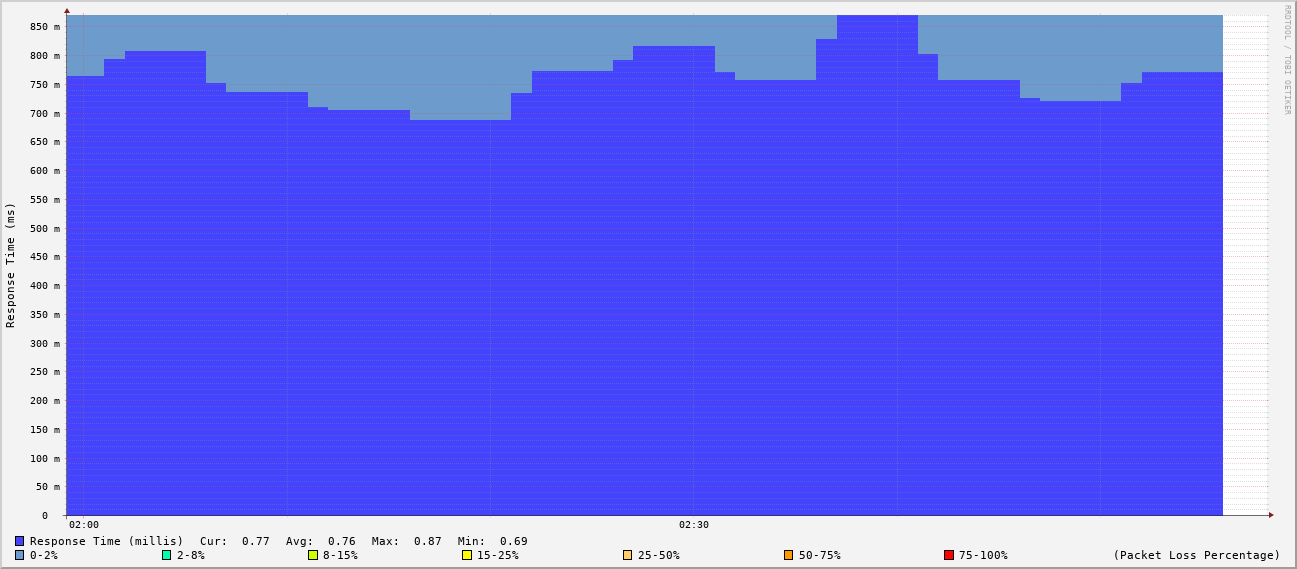 RRDTOOL / TOBI OETIKER
Response Time (ms)
850 m
800 m
750 m
700 m
650 m
600 m
550 m
500 m
450 m
400 m
350 m
300 m
250 m
200 m
150 m
100 m
50 m
0
02:00 02:30
Response Time (millis) Cur: 0.77 Avg: 0.76 Max: 0.87 Min: 0.69
0-2% 2-8% 8-15% 15-25% 25-50% 50-75% 75-100% (Packet Loss Percentage)